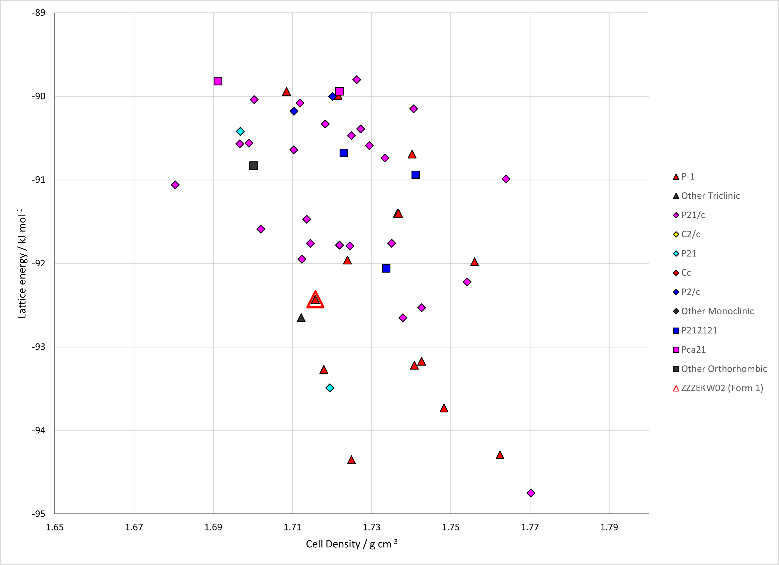 -89
-90
-91
-92
-93
-94
-95
1.65 1.67 1.69 1.71 1.73 1.75 1.77 1.79
Lattice energy / kJ mol⁻¹
Cell Density / g cm⁻³
P-1
Other Triclinic
P21/c
C2/c
P21
Cc
P2/c
Other Monoclinic
P212121
Pca21
Other Orthorhombic
ZZZEKW02 (Form 1)